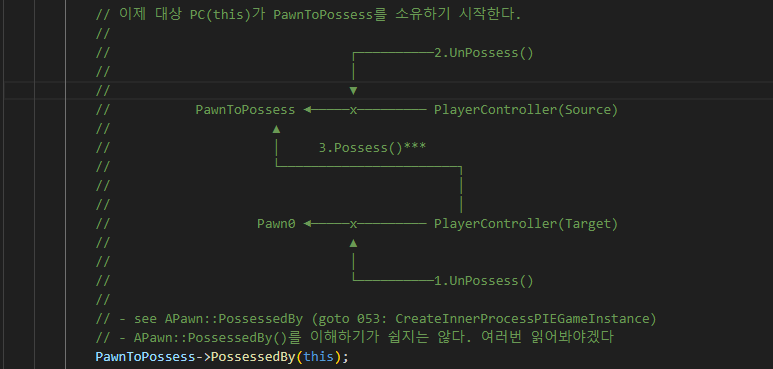 // 이제 대상 PC(this)가 PawnToPossess를 소유하기 시작한다.
//
//                               ┌──────────2.UnPossess()
//                               │
//                               ▼
//           PawnToPossess ◄─────x───────── PlayerController(Source)
//                     ▲
//                     │     3.Possess()***
//                     └───────────────────────┐
//                                             │
//                                             │
//                   Pawn0 ◄─────x───────── PlayerController(Target)
//                               ▲
//                               │
//                               └──────────1.UnPossess()
//
// - see APawn::PossessedBy (goto 053: CreateInnerProcessPIEGameInstance)
// - APawn::PossessedBy()를 이해하기가 쉽지는 않다. 여러번 읽어봐야겠다
PawnToPossess->PossessedBy(this);